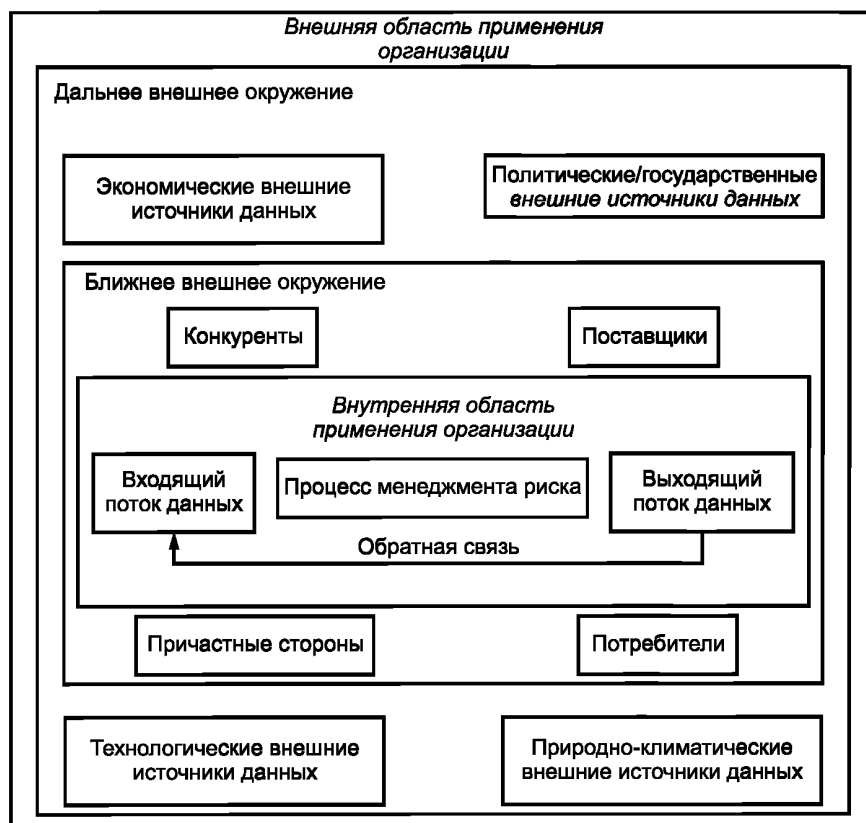 Внешняя область применения
организации
Дальнее внешнее окружение
Экономические внешние
источники данных
Политические/государственные
внешние источники данных
Ближнее внешнее окружение
Конкуренты
Поставщики
Внутренняя область
применения организации
Входящий
поток данных
Процесс менеджмента риска
Выходящий
поток данных
Обратная связь
Причастные стороны
Потребители
Технологические внешние
источники данных
Природно-климатические
внешние источники данных